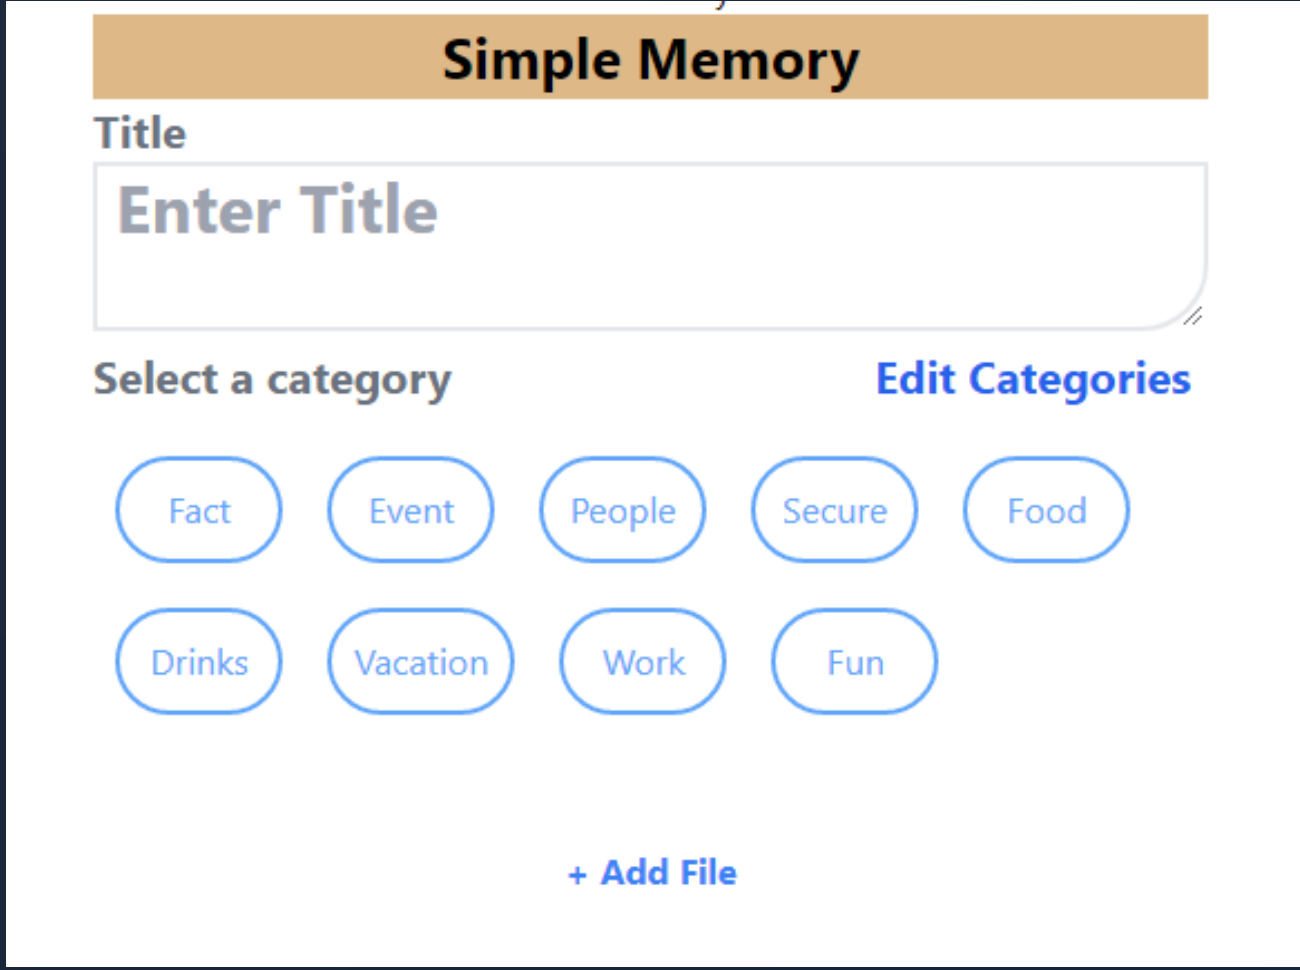 Simple Memory
Title
Enter Title
Select a category Edit Categories
Fact Event People Secure Food
Drinks Vacation Work Fun
+ Add File